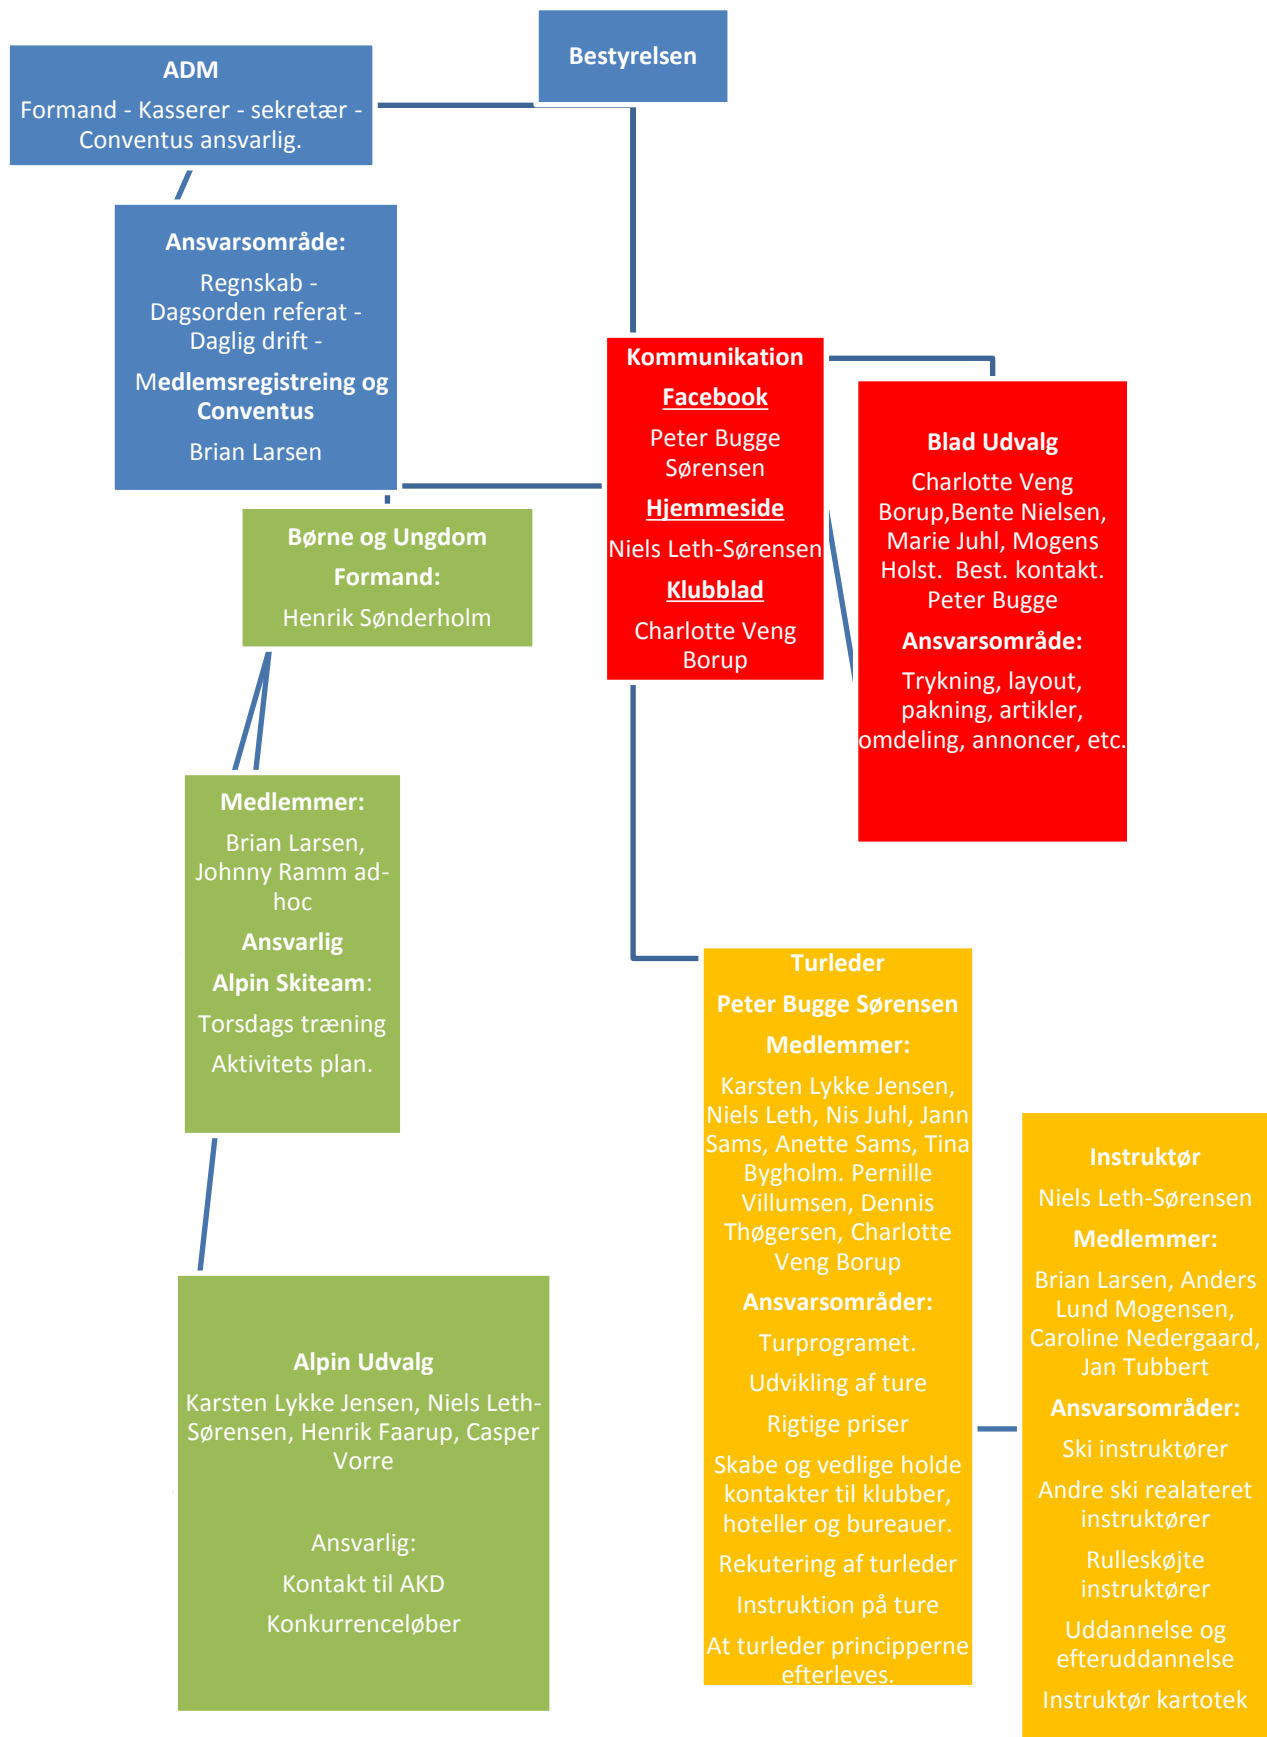 Bestyrelsen
ADM
Formand - Kasserer - sekretær -
Conventus ansvarlig.
Ansvarsområde:
Regnskab -
Dagsorden referat -
Daglig drift -
Medlemsregistreing og
Conventus
Brian Larsen
Kommunikation
Facebook
Peter Bugge
Sørensen
Hjemmeside
Niels Leth-Sørensen
Klubblad
Charlotte Veng
Borup
Blad Udvalg
Charlotte Veng
Borup,Bente Nielsen,
Marie Juhl, Mogens
Holst.  Best. kontakt.
Peter Bugge
Ansvarsområde:
Trykning, layout,
pakning, artikler,
omdeling, annoncer, etc.
Børne og Ungdom
Formand:
Henrik Sønderholm
Medlemmer:
Brian Larsen,
Johnny Ramm ad-
hoc
Ansvarlig
Alpin Skiteam:
Torsdags træning
Aktivitets plan.
Alpin Udvalg
Karsten Lykke Jensen, Niels Leth-
Sørensen, Henrik Faarup, Casper
Vorre
Ansvarlig:
Kontakt til AKD
Konkurrenceløber
Turleder
Peter Bugge Sørensen
Medlemmer:
Karsten Lykke Jensen,
Niels Leth, Nis Juhl, Jann
Sams, Anette Sams, Tina
Bygholm. Pernille
Villumsen, Dennis
Thøgersen, Charlotte
Veng Borup
Ansvarsområder:
Turprogramet.
Udvikling af ture
Rigtige priser
Skabe og vedlige holde
kontakter til klubber,
hoteller og bureauer.
Rekutering af turleder
Instruktion på ture
At turleder principperne
efterleves.
Instruktør
Niels Leth-Sørensen
Medlemmer:
Brian Larsen, Anders
Lund Mogensen,
Caroline Nedergaard,
Jan Tubbert
Ansvarsområder:
Ski instruktører
Andre ski realateret
instruktører
Rulleskøjte
instruktører
Uddannelse og
efteruddannelse
Instruktør kartotek